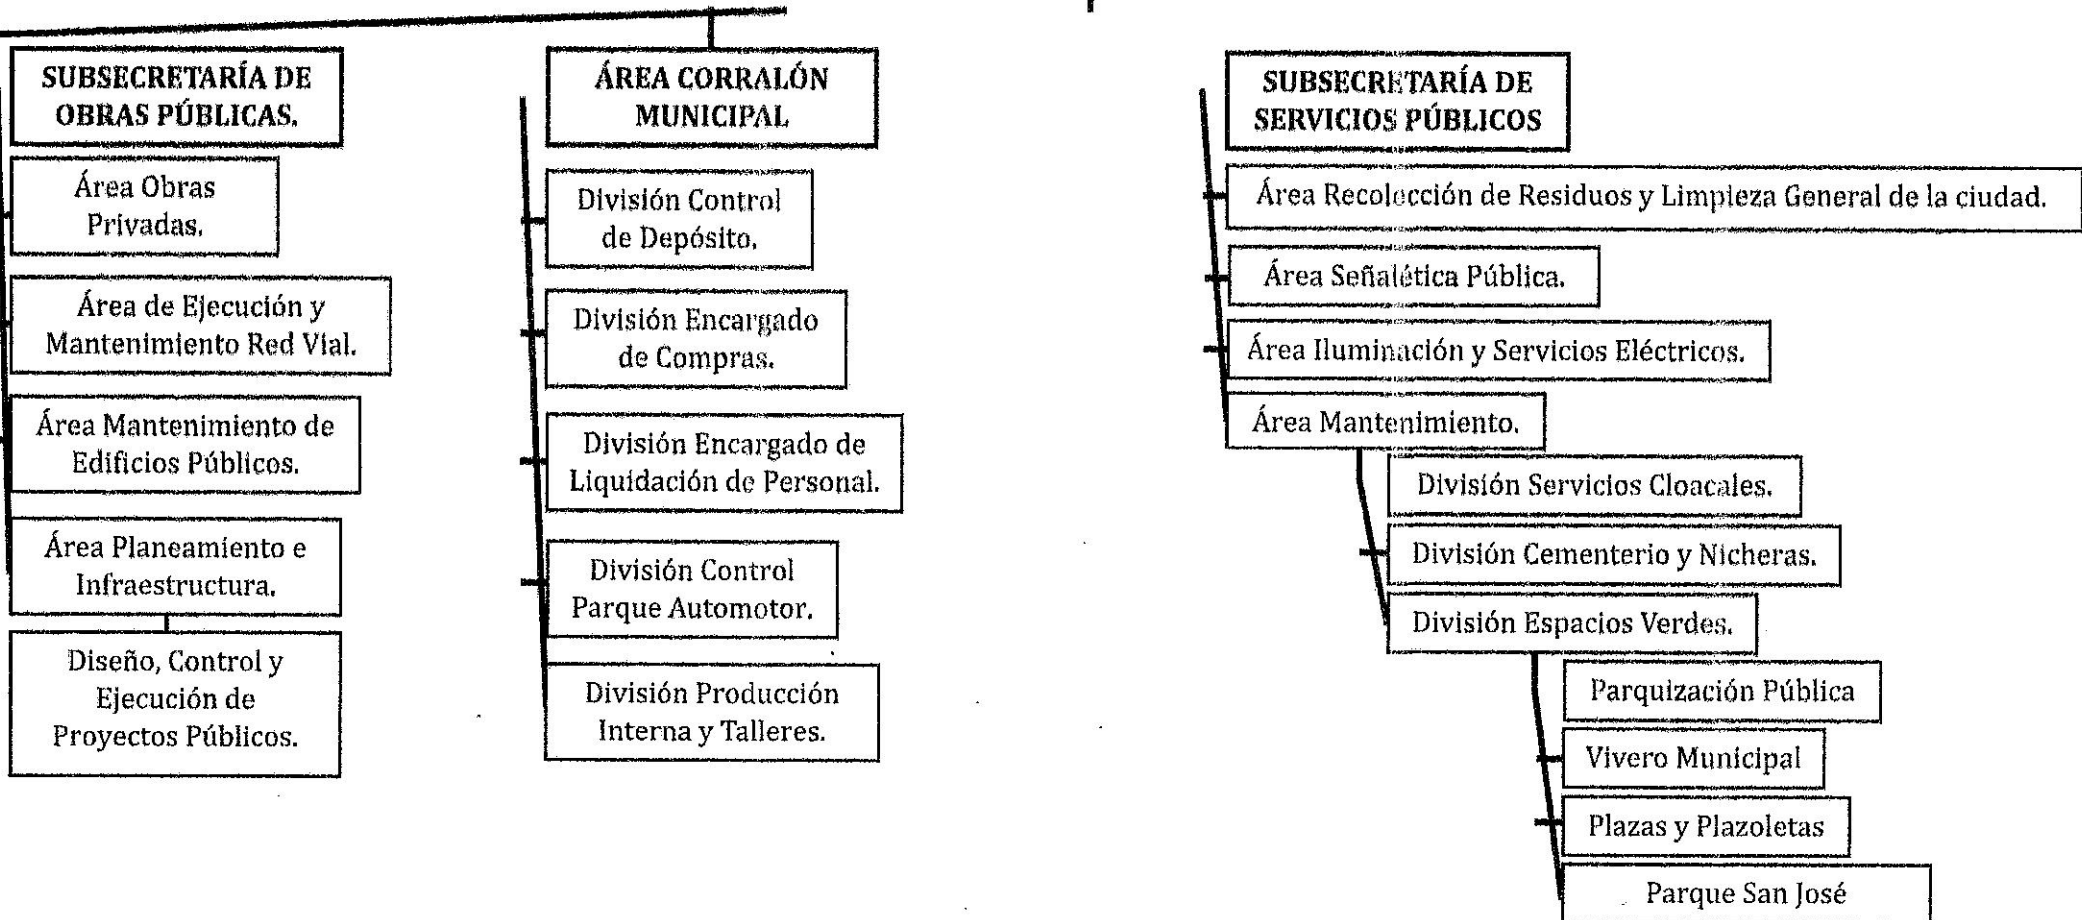 SUBSECRETARÍA DE
OBRAS PÚBLICAS.
Área Obras
Privadas.
Área de Ejecución y
Mantenimiento Red Vial.
Área Mantenimiento de
Edificios Públicos.
Área Planeamiento e
Infraestructura.
Diseño, Control y
Ejecución de
Proyectos Públicos.
ÁREA CORRALÓN
MUNICIPAL
División Control
de Depósito.
División Encargado
de Compras.
División Encargado de
Liquidación de Personal.
División Control
Parque Automotor.
División Producción
Interna y Talleres.
SUBSECRETARÍA DE
SERVICIOS PÚBLICOS
Área Recolección de Residuos y Limpieza General de la ciudad.
Área Señalética Pública.
Área Iluminación y Servicios Eléctricos.
Área Mantenimiento.
División Servicios Cloacales.
División Cementerio y Nicheras.
División Espacios Verdes.
Parquización Pública
Vivero Municipal
Plazas y Plazoletas
Parque San José